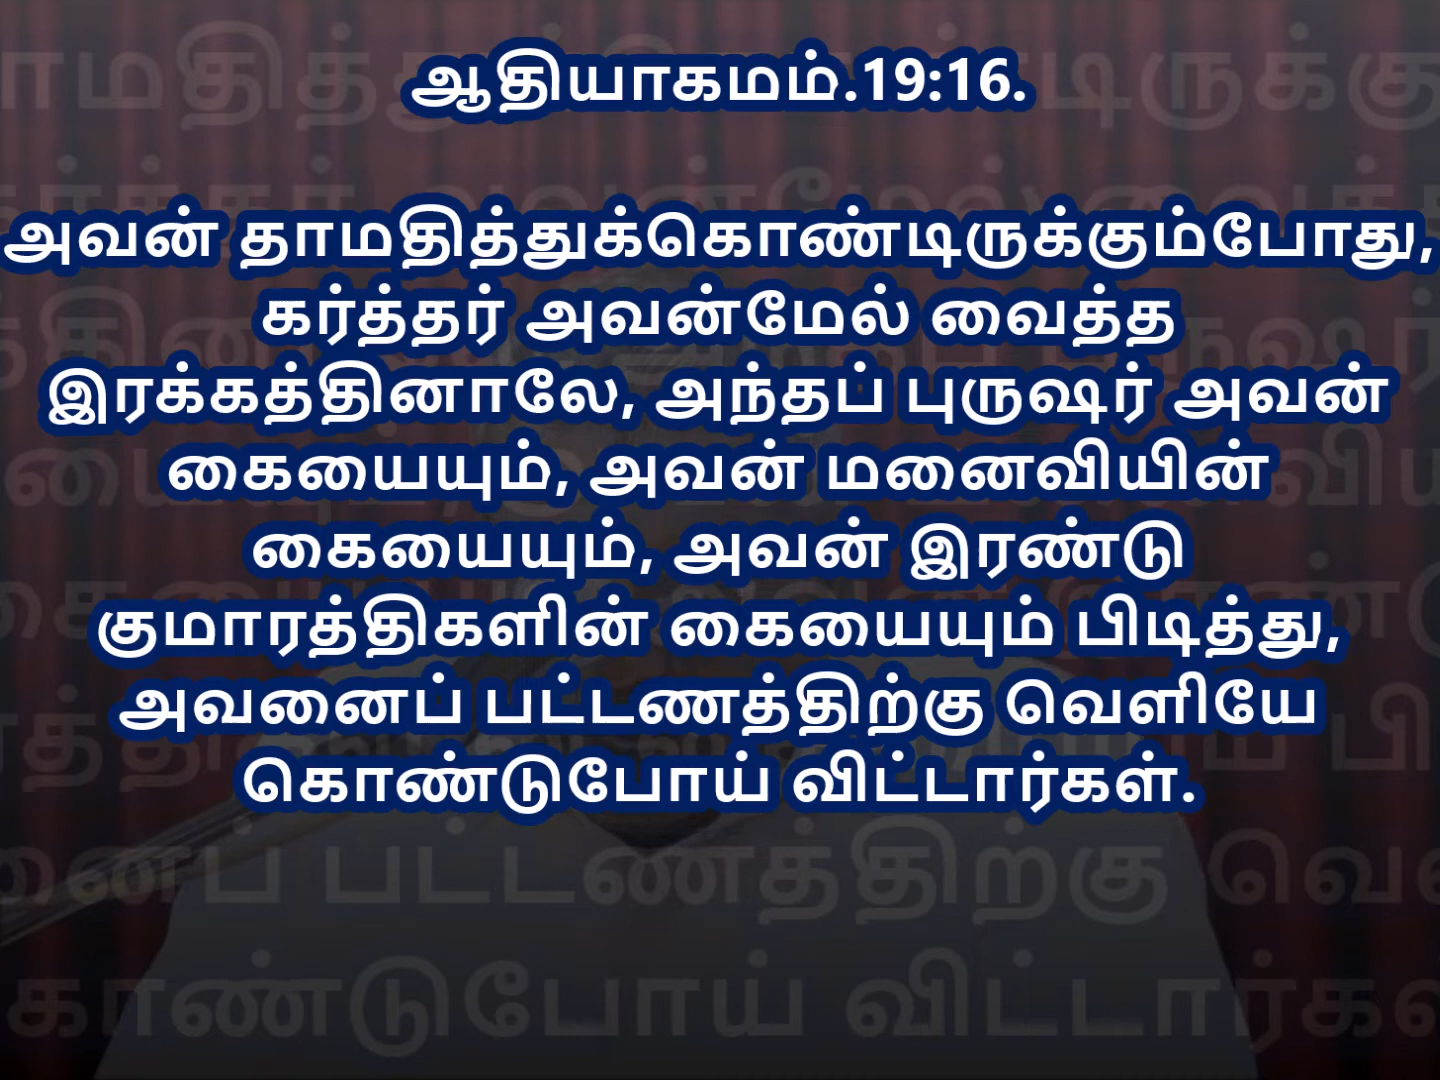 ஆதியாகமம்.19:16.
அவன் தாமதித்துக்கொண்டிருக்கும்போது,
கர்த்தர் அவன்மேல் வைத்த
இரக்கத்தினாலே, அந்தப் புருஷர் அவன்
கையையும், அவன் மனைவியின்
கையையும், அவன் இரண்டு
குமாரத்திகளின் கையையும் பிடித்து,
அவனைப் பட்டணத்திற்கு வெளியே
கொண்டுபோய் விட்டார்கள்.